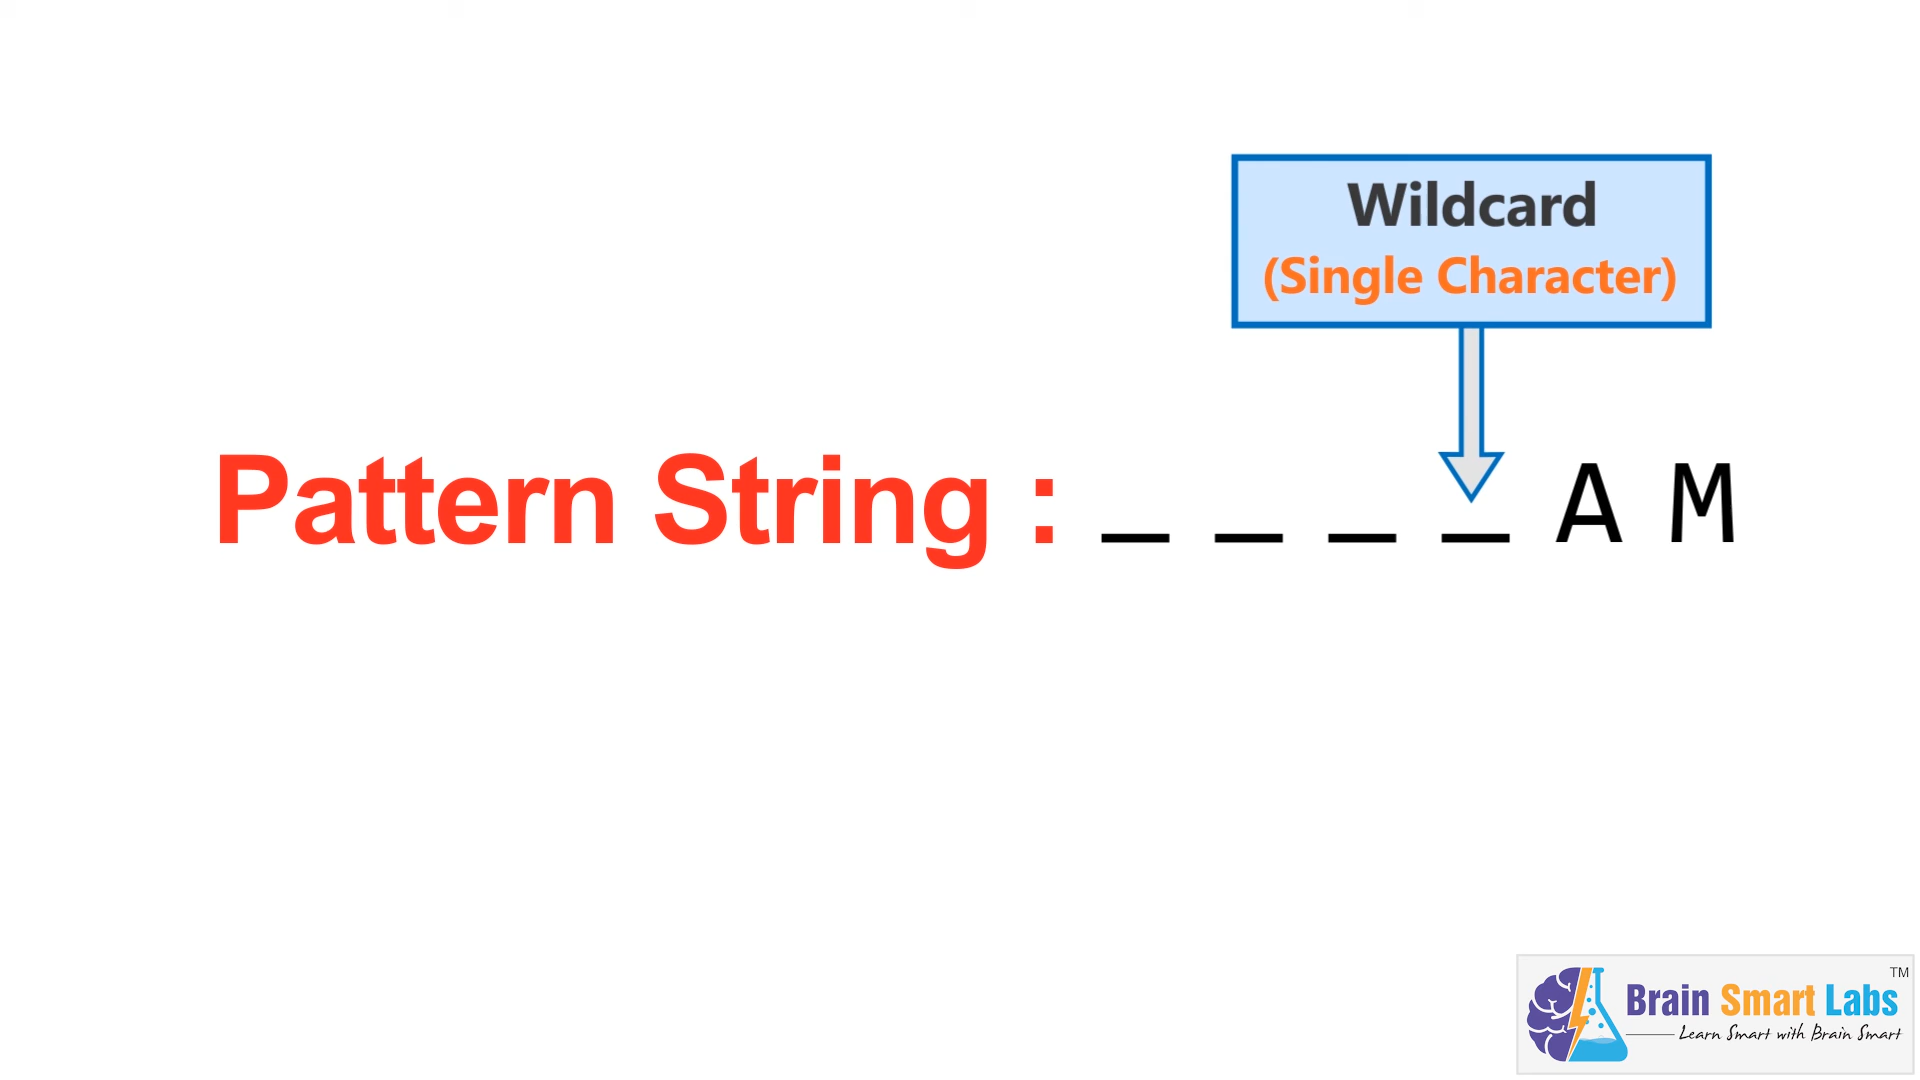 Wildcard
(Single Character)
Pattern String : _ _ _ _ A M
TM
Brain Smart Labs
Learn Smart with Brain Smart